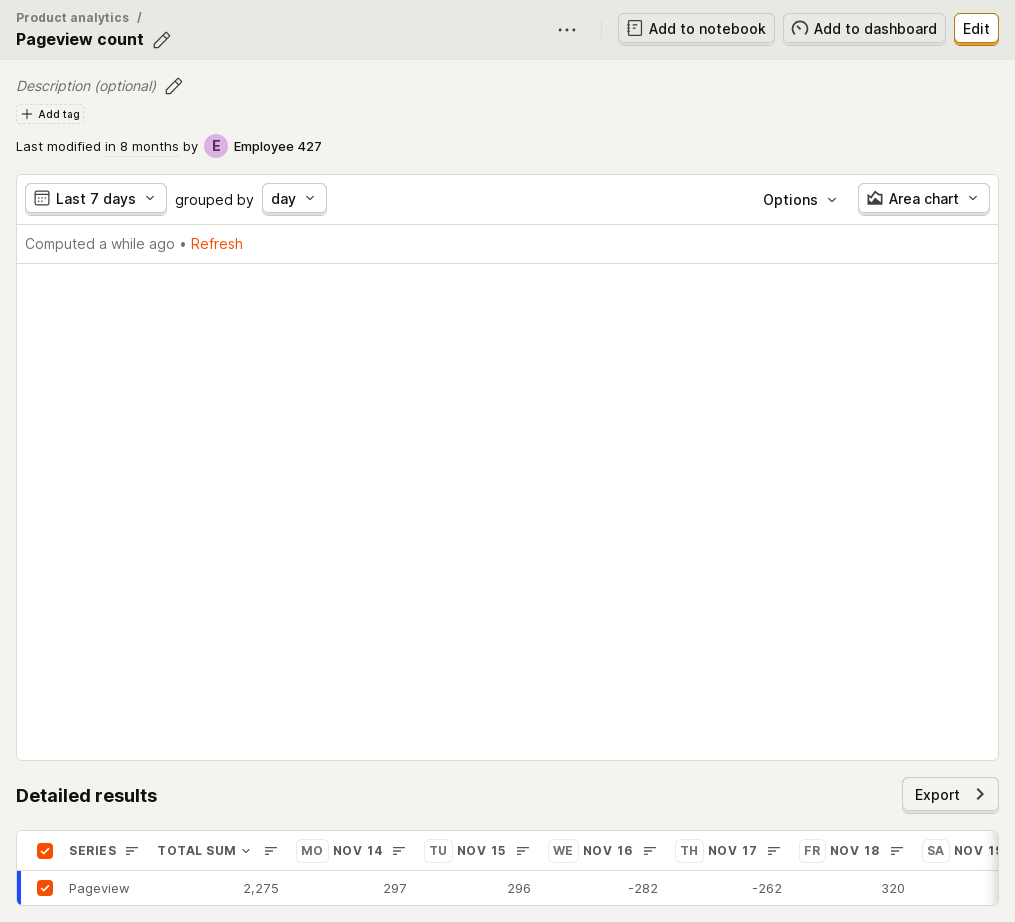 Product analytics /
Pageview count
Add to notebook
Add to dashboard
Edit
Description (optional)
Add tag
Last modified in 8 months by E Employee 427
Last 7 days grouped by day Options Area chart
Computed a while ago • Refresh
Detailed results
Export
SERIES TOTAL SUM MO NOV 14 TU NOV 15 WE NOV 16 TH NOV 17 FR NOV 18 SA NOV 19
Pageview 2,275 297 296 -282 -262 320